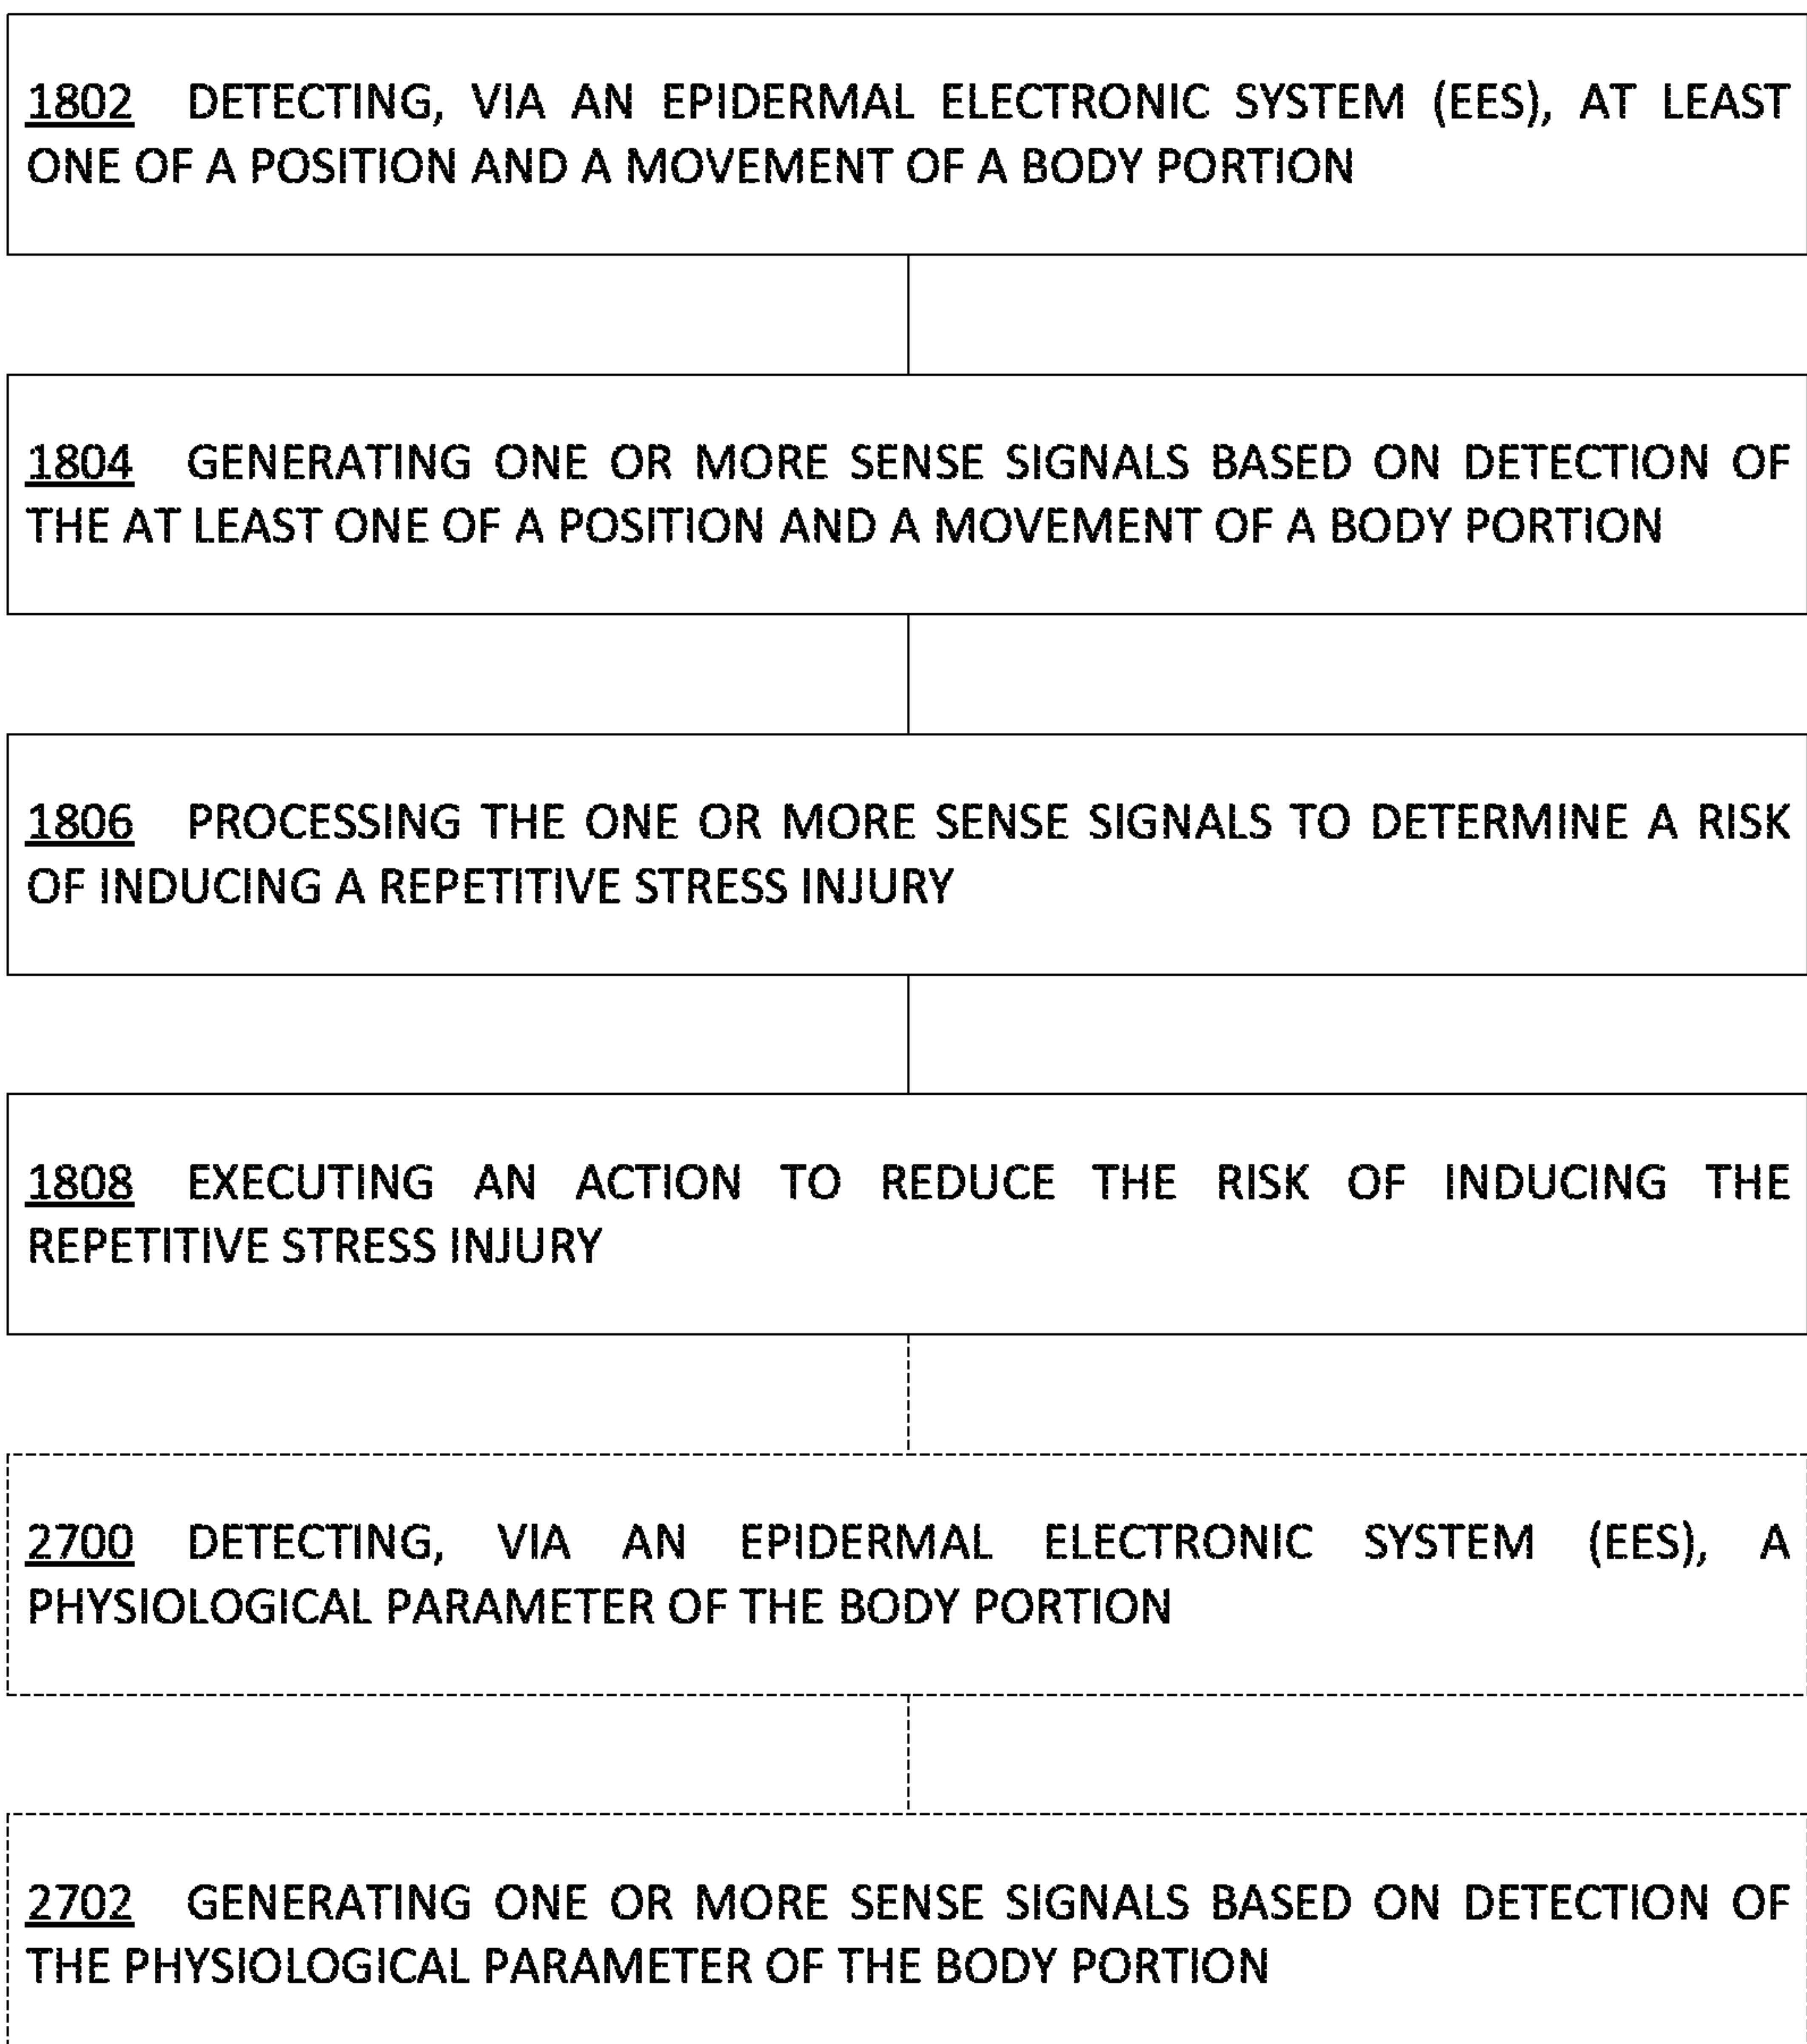 1802 DETECTING, VIA AN EPIDERMAL ELECTRONIC SYSTEM (EES), AT LEAST
ONE OF A POSITION AND A MOVEMENT OF A BODY PORTION
1804 GENERATING ONE OR MORE SENSE SIGNALS BASED ON DETECTION OF
THE AT LEAST ONE OF A POSITION AND A MOVEMENT OF A BODY PORTION
1806 PROCESSING THE ONE OR MORE SENSE SIGNALS TO DETERMINE A RISK
OF INDUCING A REPETITIVE STRESS INJURY
1808 EXECUTING AN ACTION TO REDUCE THE RISK OF INDUCING THE
REPETITIVE STRESS INJURY
2700 DETECTING, VIA AN EPIDERMAL ELECTRONIC SYSTEM (EES), A
PHYSIOLOGICAL PARAMETER OF THE BODY PORTION
2702 GENERATING ONE OR MORE SENSE SIGNALS BASED ON DETECTION OF
THE PHYSIOLOGICAL PARAMETER OF THE BODY PORTION